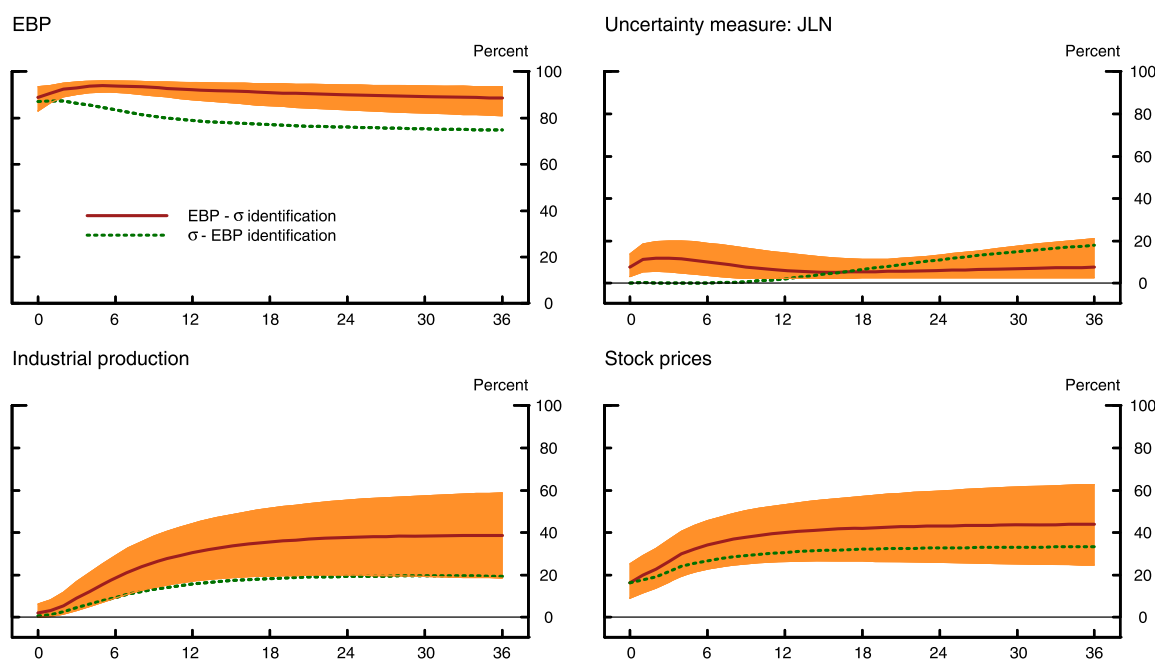 EBP
Percent
100
80
60
40
20
0
EBP - σ identification
σ - EBP identification
0 6 12 18 24 30 36
Uncertainty measure: JLN
Percent
100
80
60
40
20
0
0 6 12 18 24 30 36
Industrial production
Percent
100
80
60
40
20
0
0 6 12 18 24 30 36
Stock prices
Percent
100
80
60
40
20
0
0 6 12 18 24 30 36